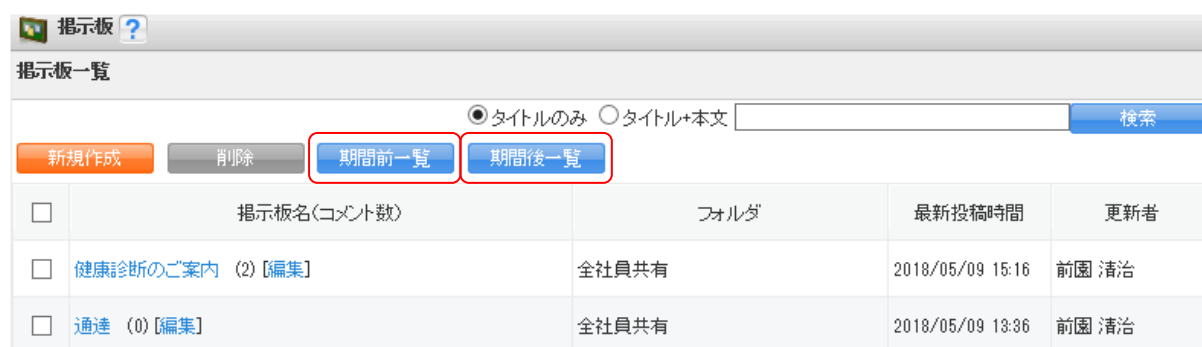 掲示板 ?
掲示板一覧
タイトルのみ タイトル+本文 検索
新規作成 削除 期間前一覧 期間後一覧
掲示板名(コメント数) フォルダ 最新投稿時間 更新者
健康診断のご案内 (2) [編集] 全社員共有 2018/05/09 15:16 前園 清治
通達 (0) [編集] 全社員共有 2018/05/09 13:36 前園 清治